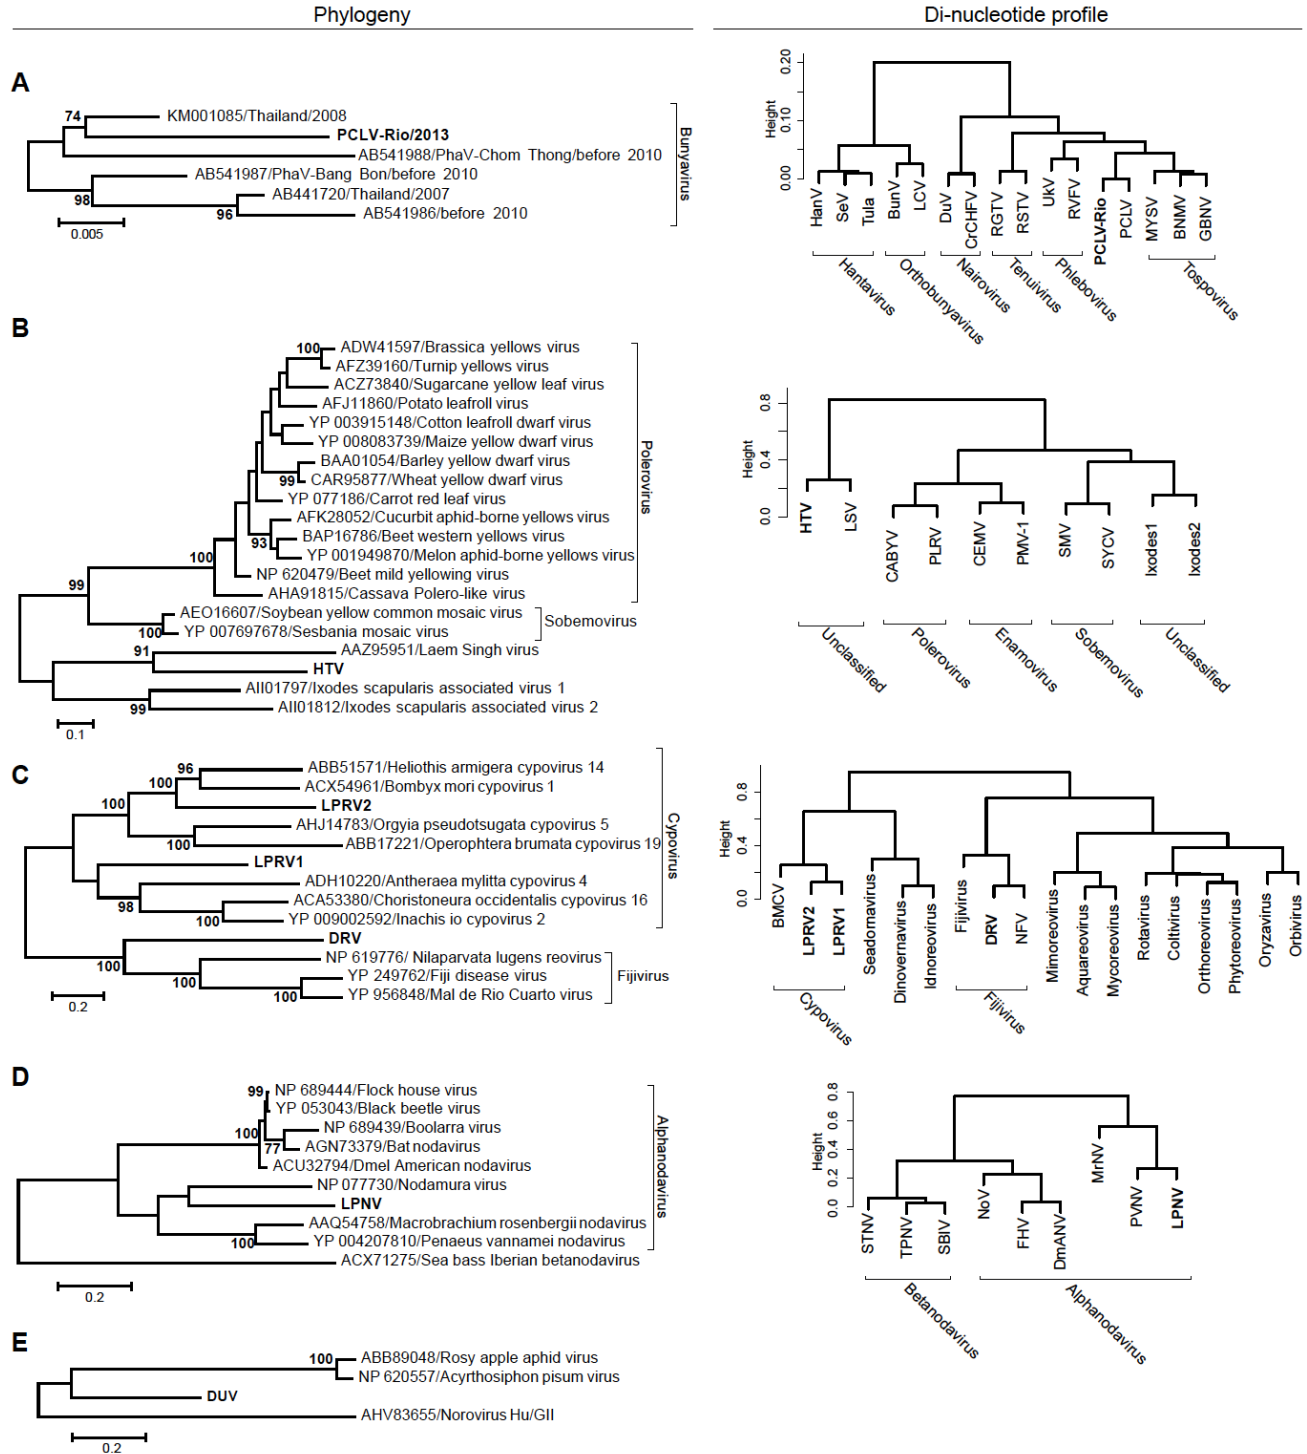 Phylogeny
Di-nucleotide profile
A
74
KM001085/Thailand/2008
PCLV-Rio/2013
AB541988/PhaV-Chom Thong/before 2010
AB541987/PhaV-Bang Bon/before 2010
98
AB441720/Thailand/2007
96
AB541986/before 2010
0.005
Bunyavirus
Height
0.20
0.10
0.00
HanV
SeV
Tula
BunV
LCV
DuV
CrCHFV
RGTV
RSTV
UkV
RVFV
PCLV-Rio
PCLV
MYSV
BNMV
GBNV
Hantavirus
Orthobunyavirus
Nairovirus
Tenuivirus
Phlebovirus
Tospovirus
B
100
ADW41597/Brassica yellows virus
AFZ39160/Turnip yellows virus
ACZ73840/Sugarcane yellow leaf virus
AFJ11860/Potato leafroll virus
YP 003915148/Cotton leafroll dwarf virus
YP 008083739/Maize yellow dwarf virus
BAA01054/Barley yellow dwarf virus
99
CAR95877/Wheat yellow dwarf virus
YP 077186/Carrot red leaf virus
AFK28052/Cucurbit aphid-borne yellows virus
93
BAP16786/Beet western yellows virus
YP 001949870/Melon aphid-borne yellows virus
100
NP 620479/Beet mild yellowing virus
AHA91815/Cassava Polero-like virus
99
AEO16607/Soybean yellow common mosaic virus
100
YP 007697678/Sesbania mosaic virus
91
AAZ95951/Laem Singh virus
HTV
AII01797/Ixodes scapularis associated virus 1
99
AII01812/Ixodes scapularis associated virus 2
0.1
Polerovirus
Sobemovirus
Height
0.8
0.4
0.0
HTV
LSV
CABYV
PLRV
CEMV
PMV-1
SMV
SYCV
Ixodes1
Ixodes2
Unclassified
Polerovirus
Enamovirus
Sobemovirus
Unclassified
C
96
ABB51571/Heliothis armigera cypovirus 14
100
ACX54961/Bombyx mori cypovirus 1
100
LPRV2
AHJ14783/Orgyia pseudotsugata cypovirus 5
100
ABB17221/Operophtera brumata cypovirus 19
LPRV1
ADH10220/Antheraea mylitta cypovirus 4
98
ACA53380/Choristoneura occidentalis cypovirus 16
100
YP 009002592/Inachis io cypovirus 2
DRV
100
NP 619776/ Nilaparvata lugens reovirus
100
YP 249762/Fiji disease virus
100
YP 956848/Mal de Rio Cuarto virus
0.2
Cypovirus
Fijivirus
Height
0.8
0.4
0.0
BMCV
LPRV2
LPRV1
Seadornavirus
Dinovernavirus
Idnoreovirus
Fijivirus
DRV
NFV
Mimoreovirus
Aquareovirus
Mycoreovirus
Rotavirus
Coltivirus
Orthoreovirus
Phytoreovirus
Oryzavirus
Orbivirus
Cypovirus
Fijivirus
D
99
NP 689444/Flock house virus
YP 053043/Black beetle virus
100
NP 689439/Boolarra virus
77
AGN73379/Bat nodavirus
ACU32794/Dmel American nodavirus
NP 077730/Nodamura virus
LPNV
AAQ54758/Macrobrachium rosenbergii nodavirus
100
YP 004207810/Penaeus vannamei nodavirus
ACX71275/Sea bass Iberian betanodavirus
0.2
Alphanodavirus
Height
0.8
0.6
0.4
0.2
0.0
STNV
TPNV
SBIV
NoV
FHV
DmANV
MrNV
PVNV
LPNV
Betanodavirus
Alphanodavirus
E
100
ABB89048/Rosy apple aphid virus
NP 620557/Acyrthosiphon pisum virus
DUV
AHV83655/Norovirus Hu/GII
0.2